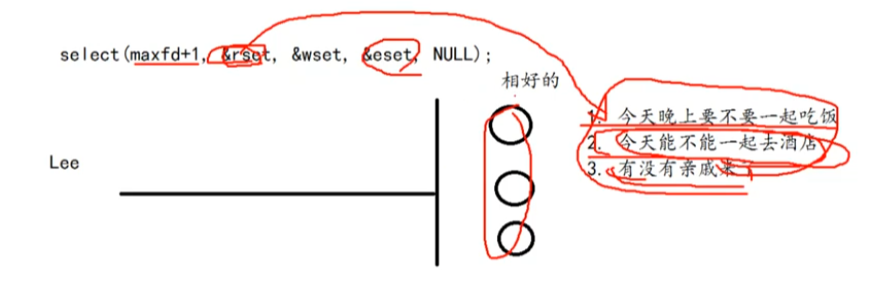 select(maxfd+1, &rset, &wset, &eset, NULL);
相好的
1. 今天晚上要不要一起吃饭
2. 今天能不能一起去酒店
Lee
3. 有没有亲戚来